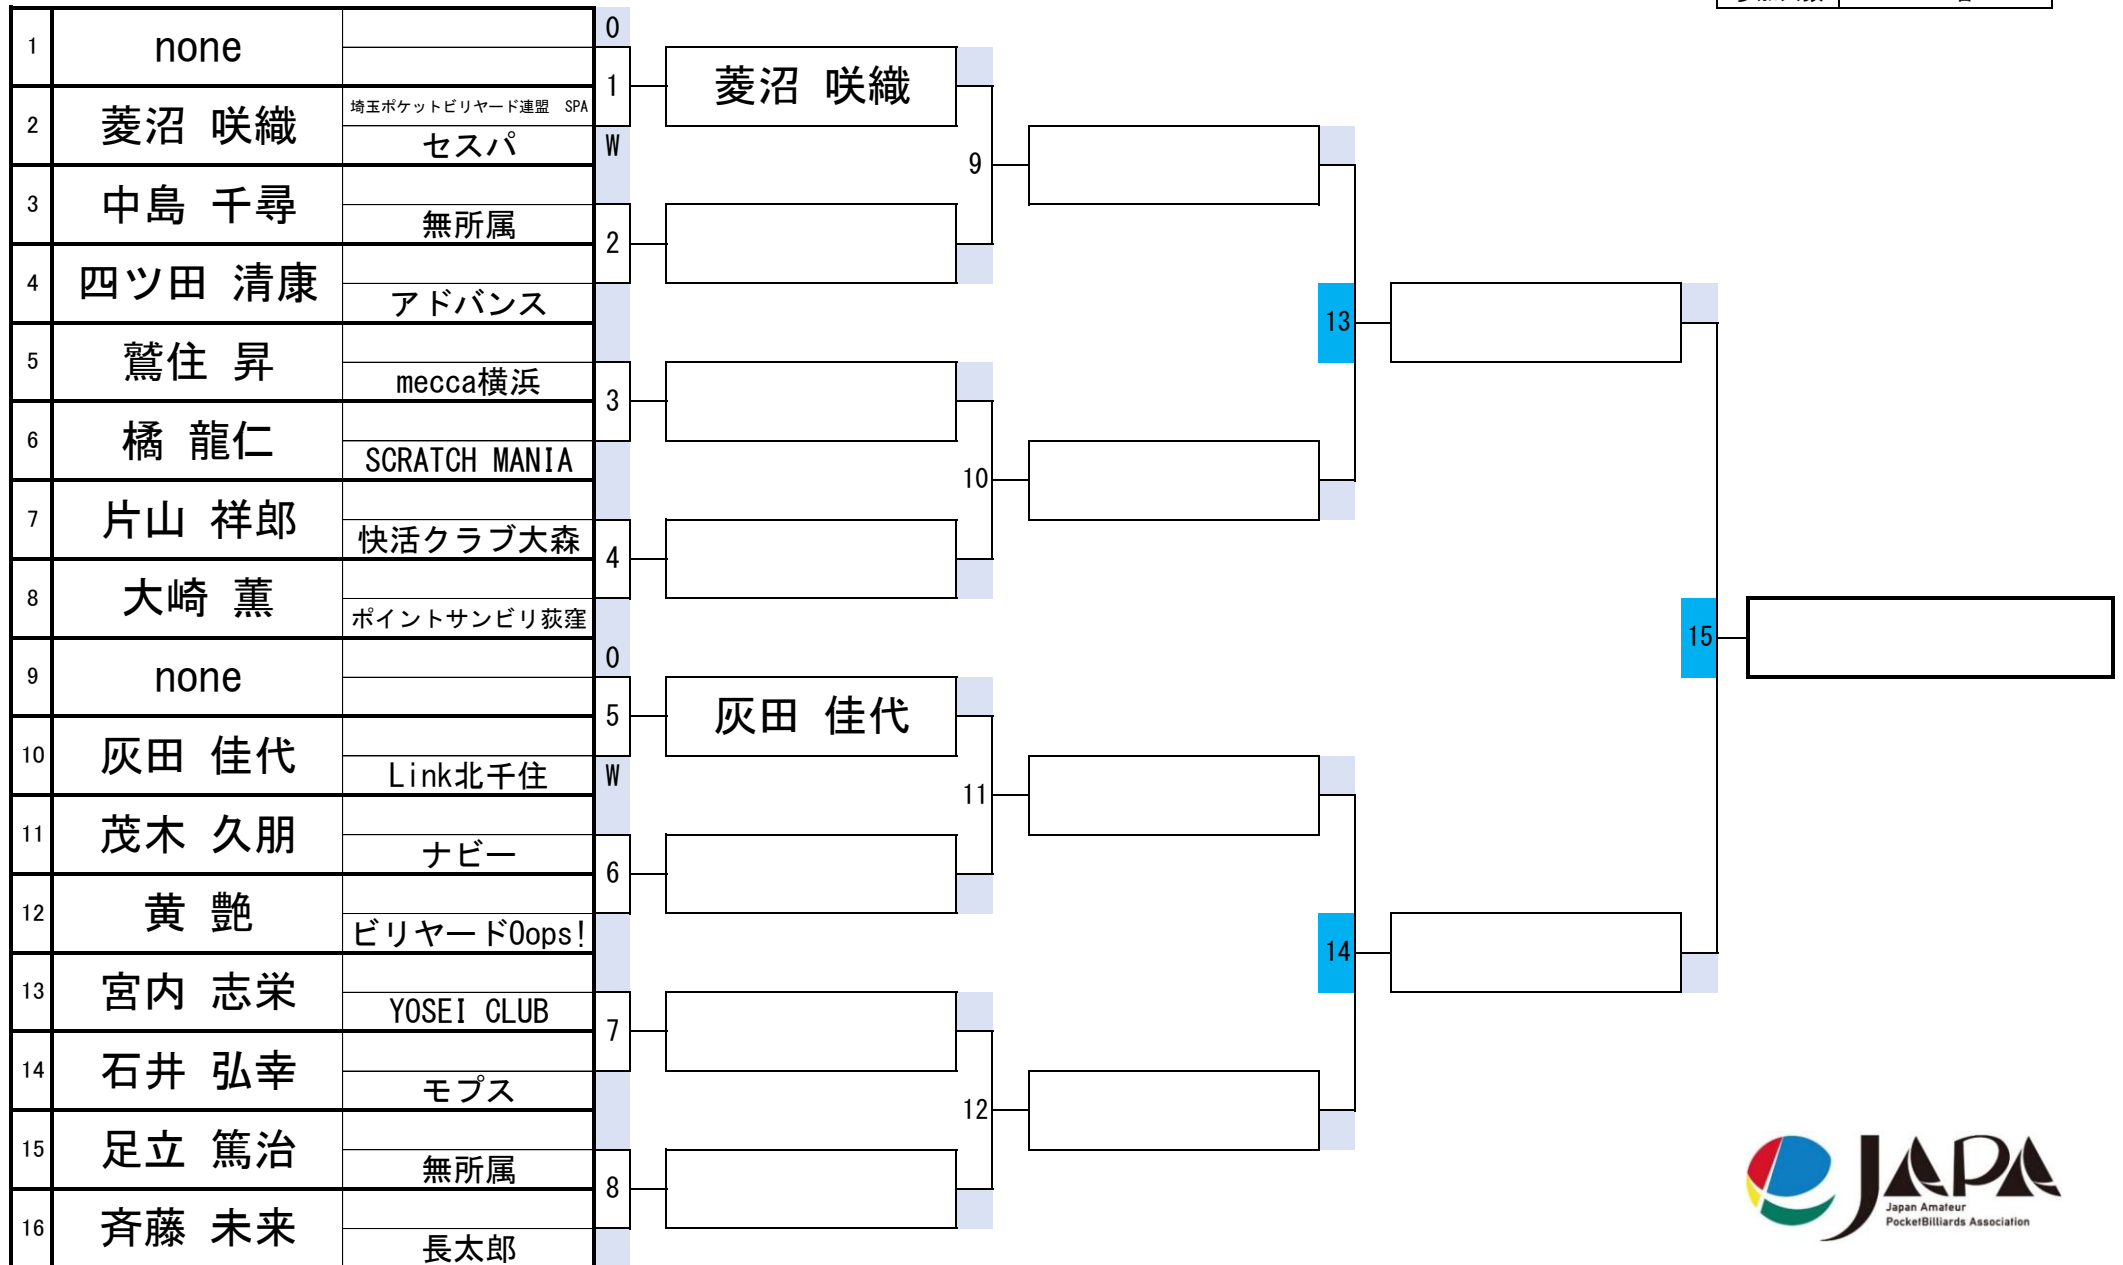 1 none 0
1 菱沼 咲織
2 菱沼 咲織 埼玉ポケットビリヤード連盟 SPA
セスパ W
9
3 中島 千尋
無所属
2
4 四ツ田 清康
アドバンス
13
5 鷲住 昇
mecca横浜
3
6 橘 龍仁
SCRATCH MANIA
10
7 片山 祥郎
快活クラブ大森
4
8 大崎 薫
ポイントサンビリ荻窪
15
9 none 0
5 灰田 佳代
10 灰田 佳代
Link北千住 W
11
11 茂木 久朋
ナビー
6
12 黄 艶
ビリヤードOops!
14
13 宮内 志栄
YOSEI CLUB
7
14 石井 弘幸
モプス
12
15 足立 篤治
無所属
8
16 斉藤 未来
長太郎
JAPA
Japan Amateur
PocketBilliards Association